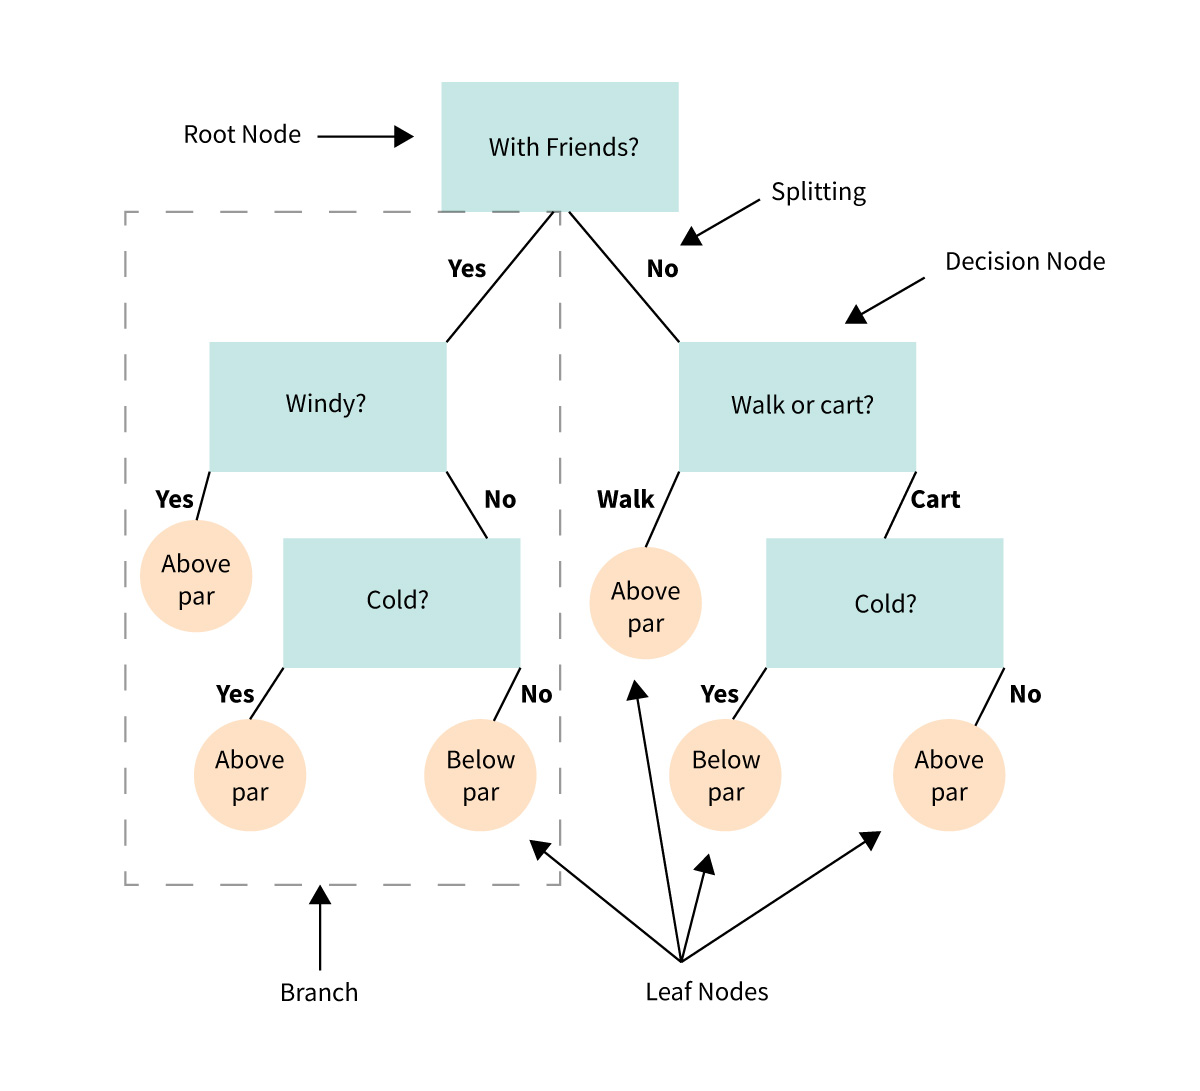 With Friends?
Root Node
Splitting
Yes
No
Decision Node
Windy?
Walk or cart?
Yes
No
Walk
Cart
Above
par
Cold?
Above
par
Cold?
Yes
No
Yes
No
Above
par
Below
par
Below
par
Above
par
Branch
Leaf Nodes